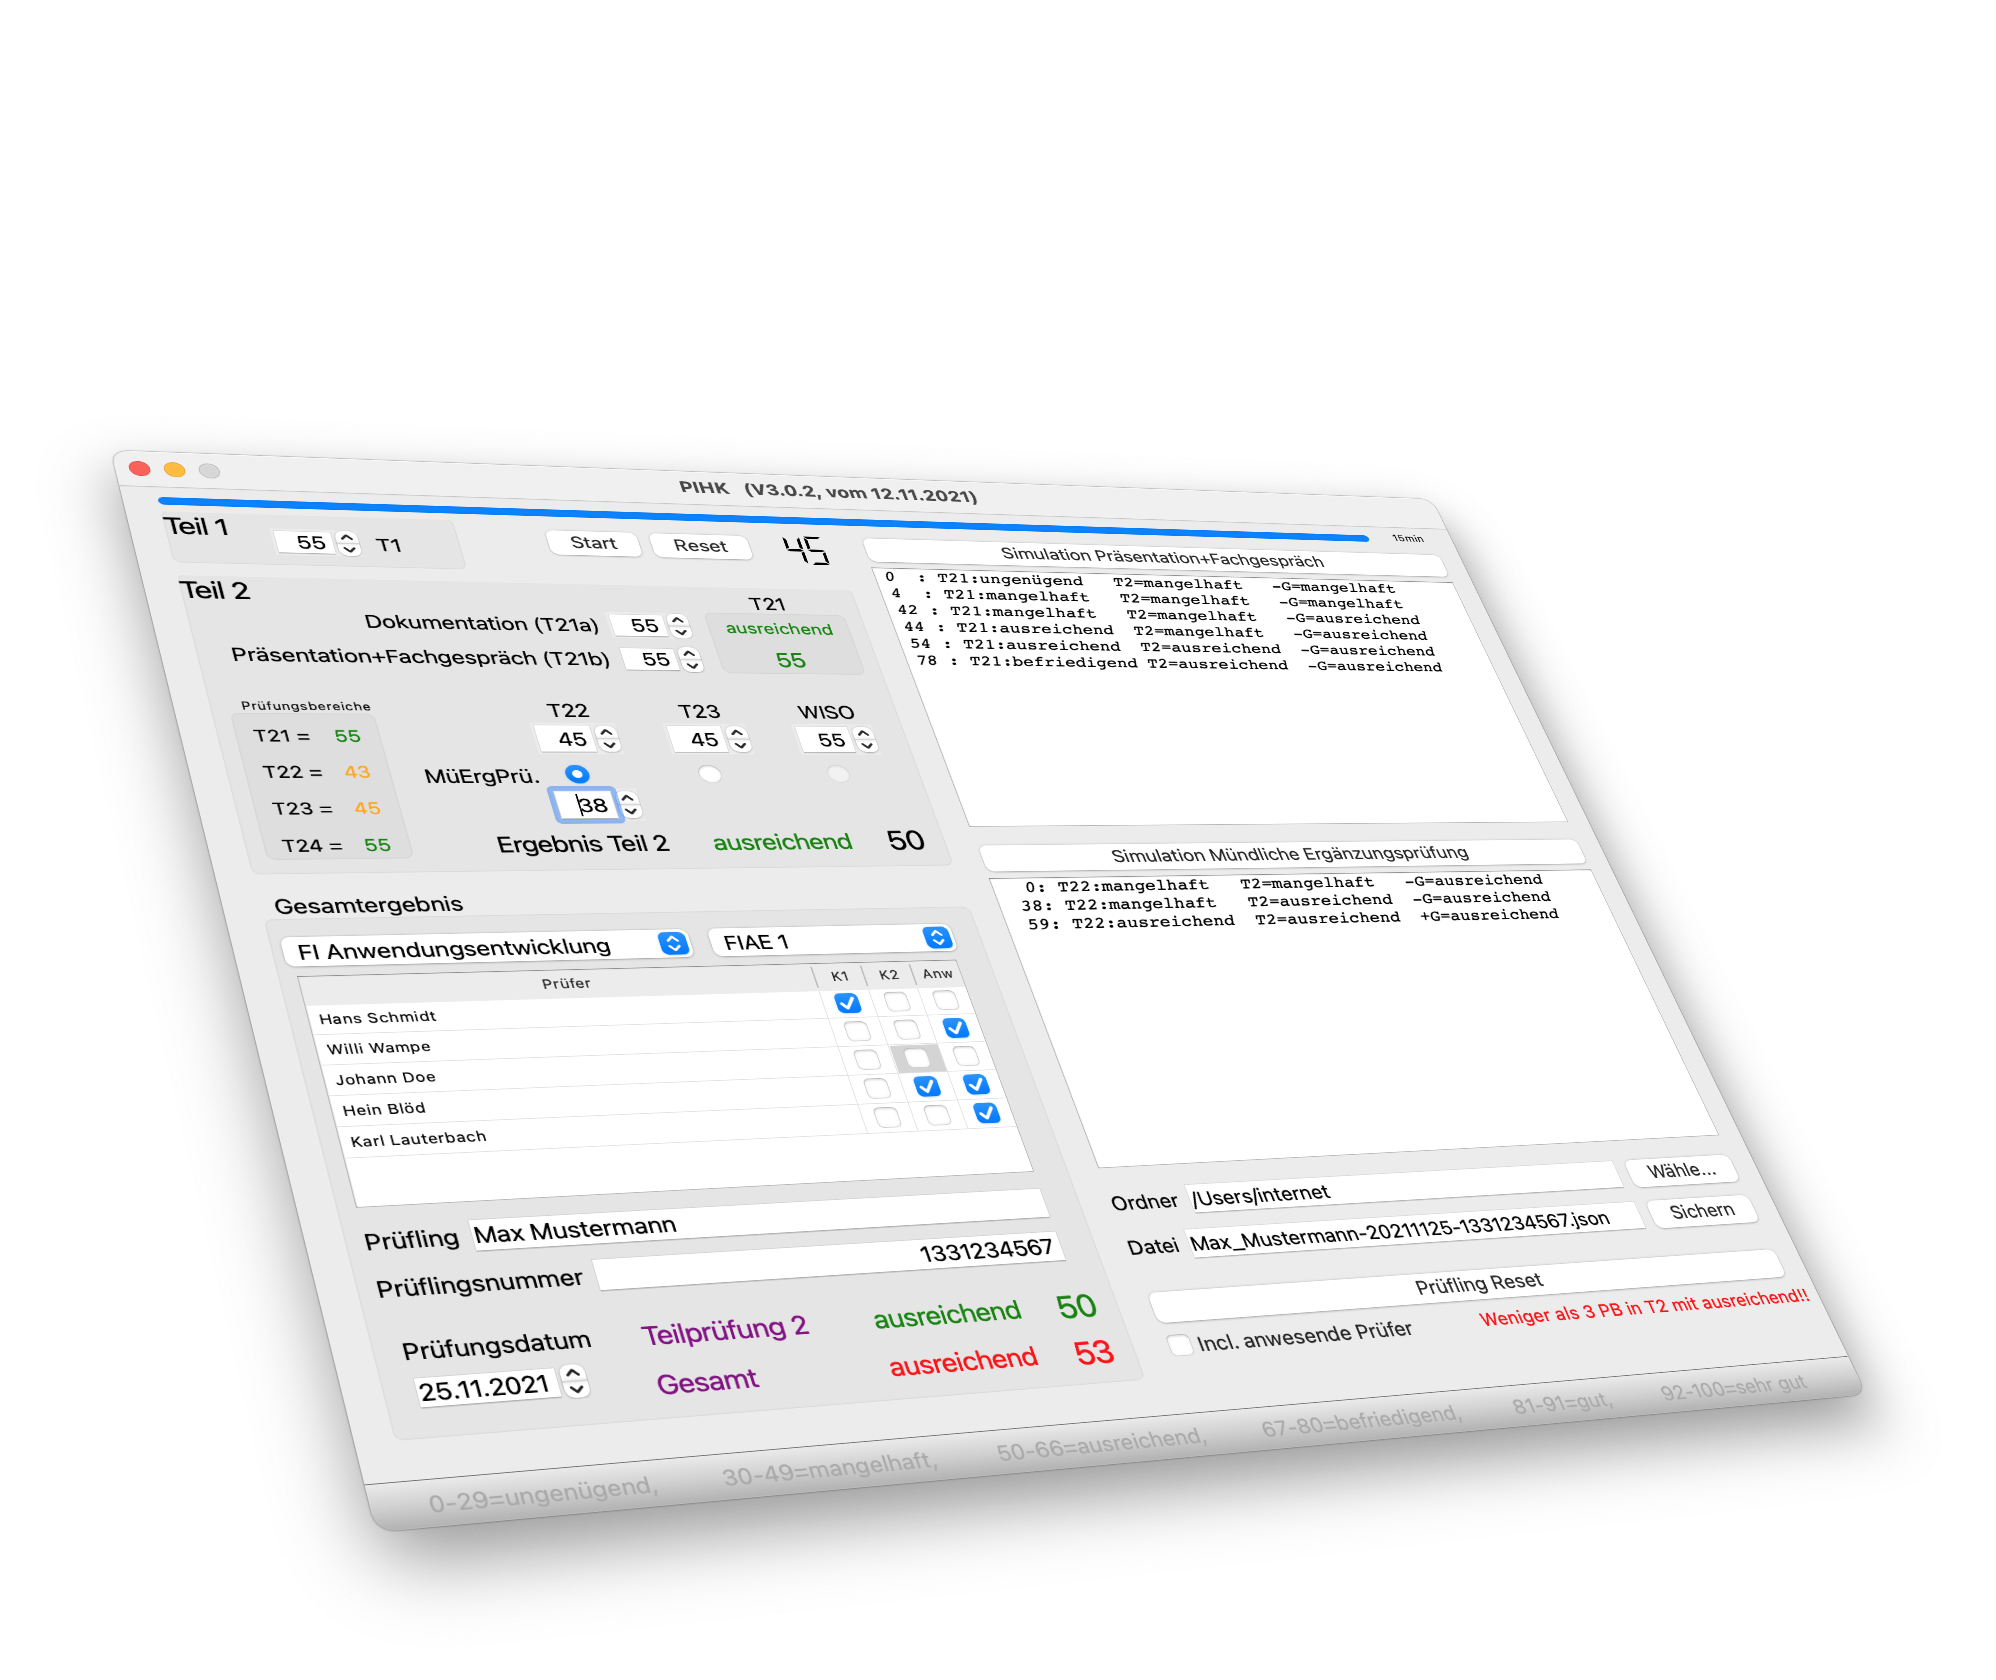 PIHK (V3.0.2, vom 12.11.2021)
15min
Teil 1
55 T1
Start Reset 45
Teil 2
Dokumentation (T21a) 55
Präsentation+Fachgespräch (T21b) 55
T21
ausreichend
55
Prüfungsbereiche
T21 = 55
T22 = 43
T23 = 45
T24 = 55
T22 T23 WISO
45 45 55
MüErgPrü.
38
Ergebnis Teil 2 ausreichend 50
Gesamtergebnis
FI Anwendungsentwicklung FIAE 1
Prüfer K1 K2 Anw
Hans Schmidt
Willi Wampe
Johann Doe
Hein Blöd
Karl Lauterbach
Prüfling Max Mustermann
Prüflingsnummer 1331234567
Prüfungsdatum
25.11.2021
Teilprüfung 2 ausreichend 50
Gesamt ausreichend 53
Simulation Präsentation+Fachgespräch
0 : T21:ungenügend T2=mangelhaft -G=mangelhaft
4 : T21:mangelhaft T2=mangelhaft -G=mangelhaft
42 : T21:mangelhaft T2=mangelhaft -G=ausreichend
44 : T21:ausreichend T2=mangelhaft -G=ausreichend
54 : T21:ausreichend T2=ausreichend -G=ausreichend
78 : T21:befriedigend T2=ausreichend -G=ausreichend
Simulation Mündliche Ergänzungsprüfung
0: T22:mangelhaft T2=mangelhaft -G=ausreichend
38: T22:mangelhaft T2=ausreichend -G=ausreichend
59: T22:ausreichend T2=ausreichend +G=ausreichend
Ordner /Users/internet Wähle...
Datei Max_Mustermann-20211125-1331234567.json Sichern
Prüfling Reset
Incl. anwesende Prüfer Weniger als 3 PB in T2 mit ausreichend!!
0-29=ungenügend, 30-49=mangelhaft, 50-66=ausreichend, 67-80=befriedigend, 81-91=gut, 92-100=sehr gut